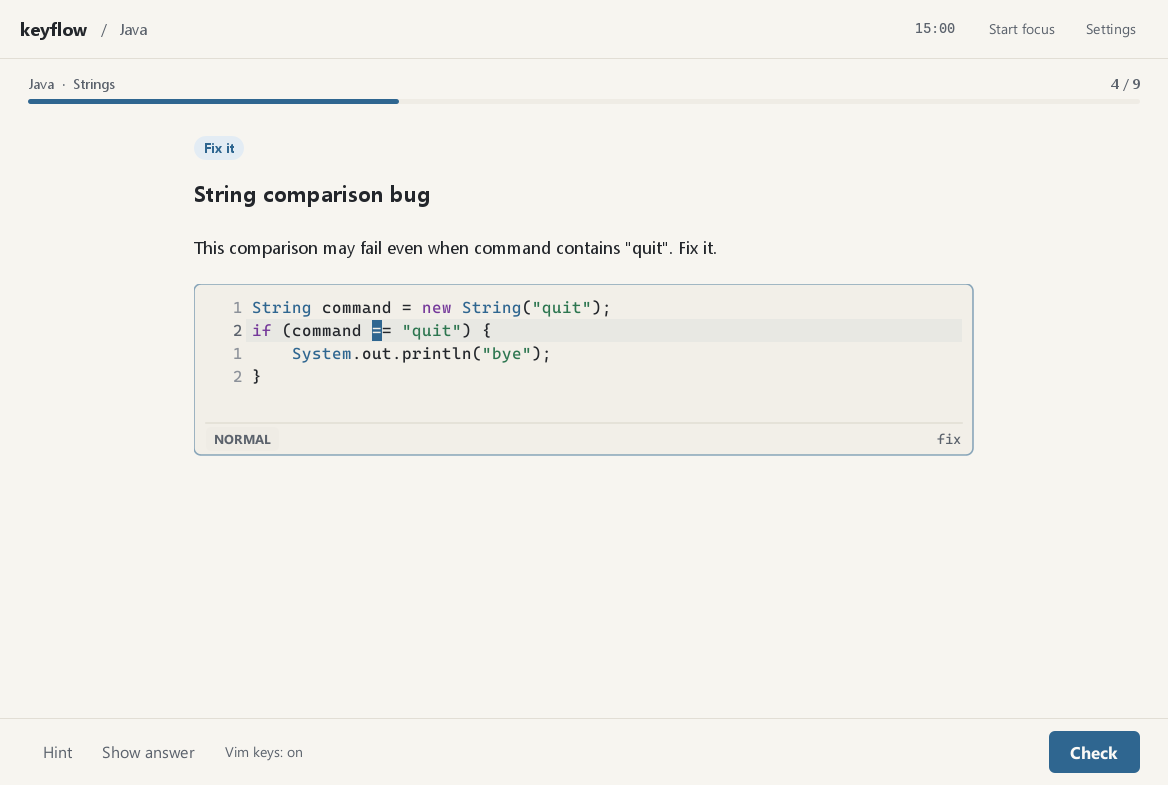 keyflow / Java
15:00 Start focus Settings
Java · Strings
4 / 9
Fix it
String comparison bug
This comparison may fail even when command contains "quit". Fix it.
1 String command = new String("quit");
2 if (command == "quit") {
1     System.out.println("bye");
2 }
NORMAL fix
Hint Show answer Vim keys: on Check